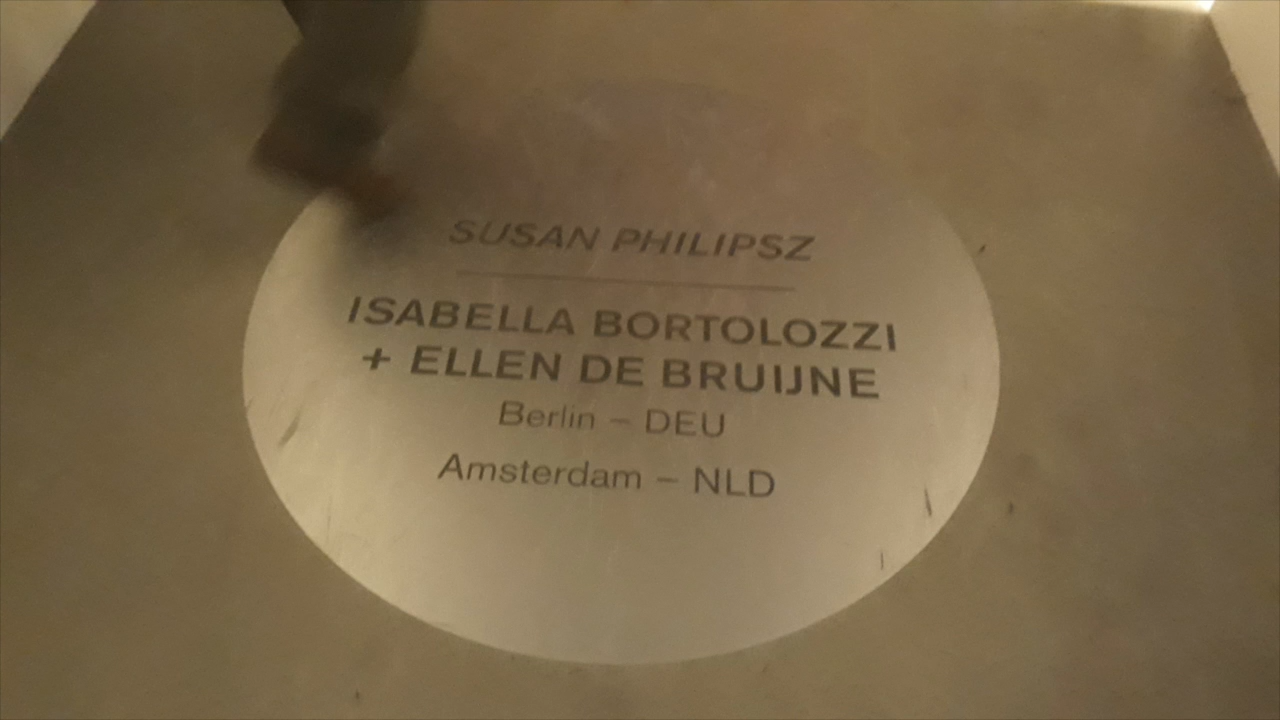 SUSAN PHILIPSZ
ISABELLA BORTOLOZZI
+ ELLEN DE BRUIJNE
Berlin – DEU
Amsterdam – NLD